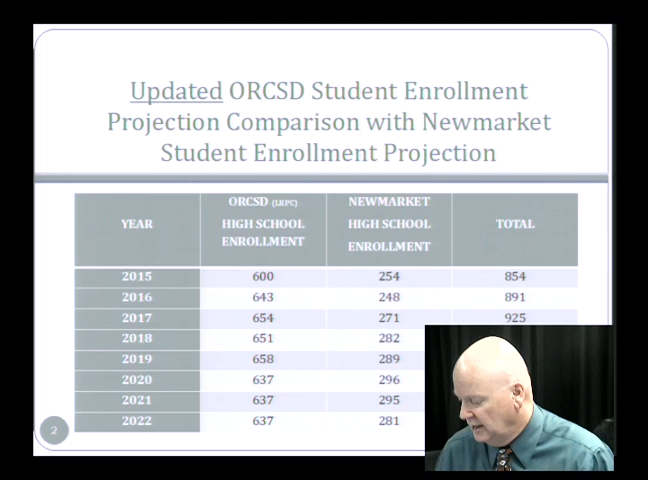 Updated ORCSD Student Enrollment
Projection Comparison with Newmarket
Student Enrollment Projection
YEAR ORCSD (LRPC) HIGH SCHOOL ENROLLMENT NEWMARKET HIGH SCHOOL ENROLLMENT TOTAL
2015 600 254 854
2016 643 248 891
2017 654 271 925
2018 651 282
2019 658 289
2020 637 296
2021 637 295
2022 637 281
2